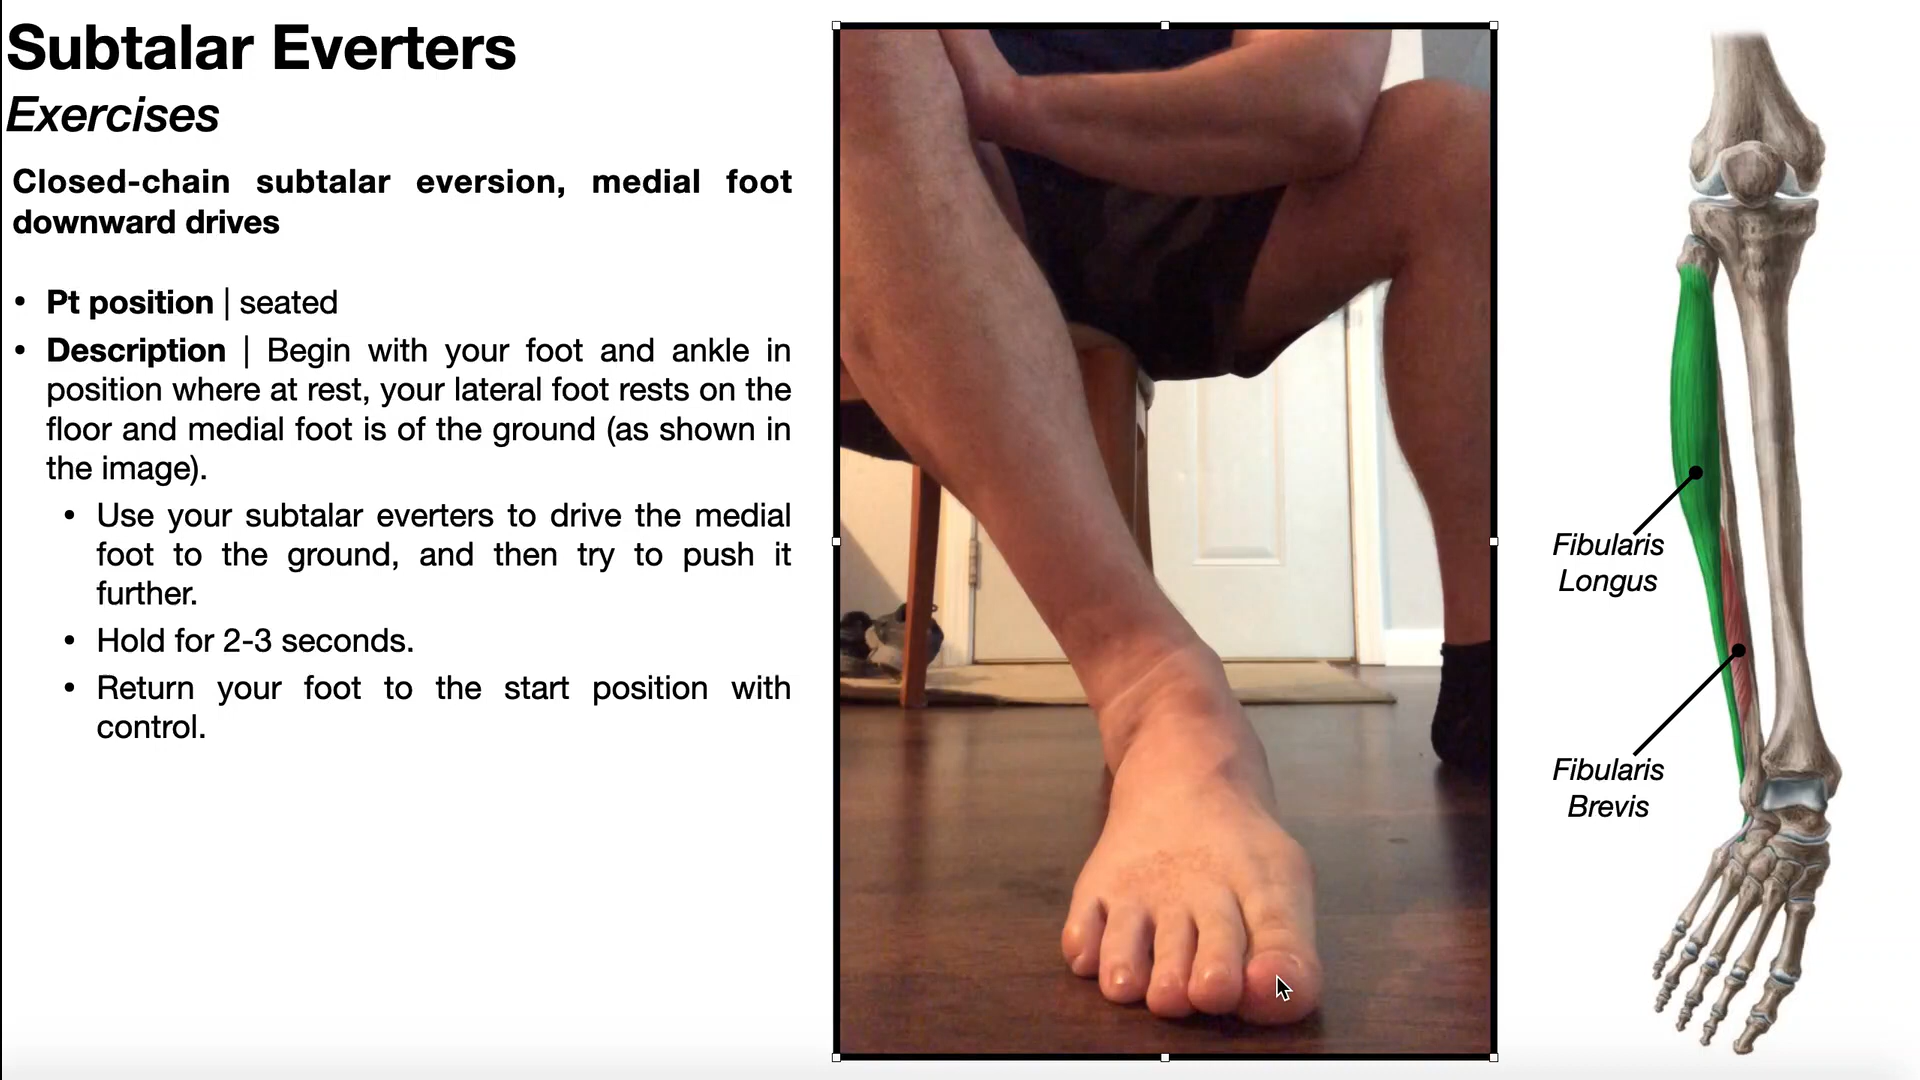 Subtalar Everters
Exercises
Closed-chain subtalar eversion, medial foot
downward drives
• Pt position | seated
• Description | Begin with your foot and ankle in
position where at rest, your lateral foot rests on the
floor and medial foot is of the ground (as shown in
the image).
• Use your subtalar everters to drive the medial
foot to the ground, and then try to push it
further.
• Hold for 2-3 seconds.
• Return your foot to the start position with
control.
Fibularis
Longus
Fibularis
Brevis